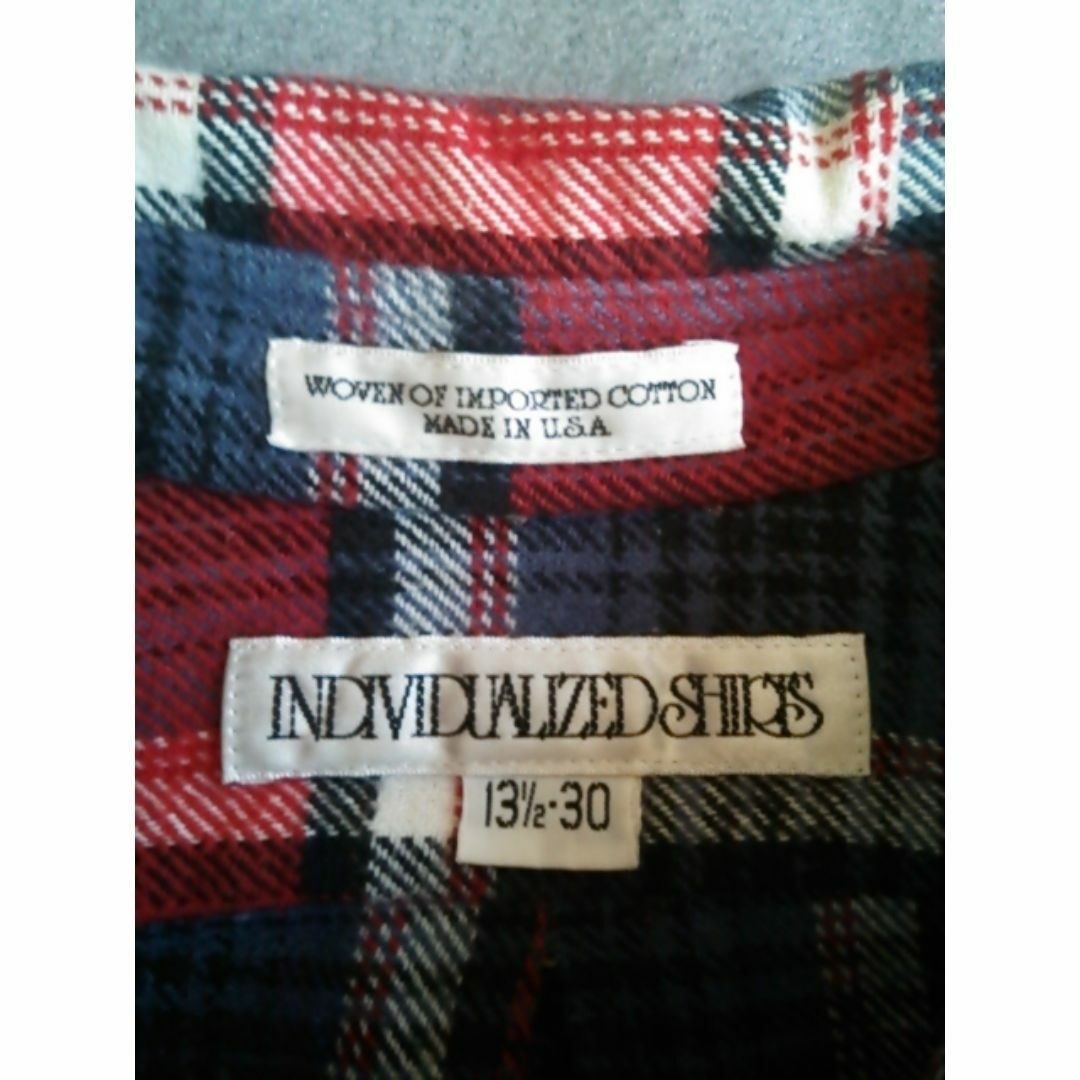 WOVEN OF IMPORTED COTTON
MADE IN U.S.A
INDIVIDUALIZED SHIRTS
13½·30